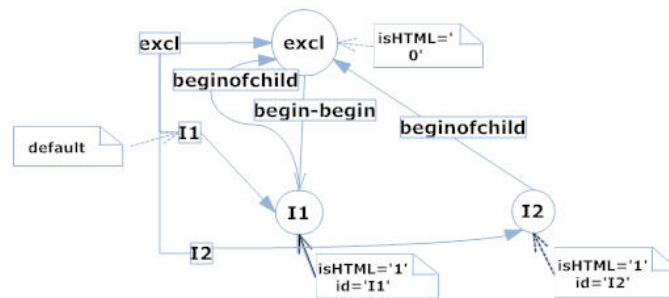 excl
excl
isHTML='
0'
beginofchild
begin-begin
beginofchild
I1
default
I1
I2
I2
isHTML='1'
id='I1'
isHTML='1'
id='I2'